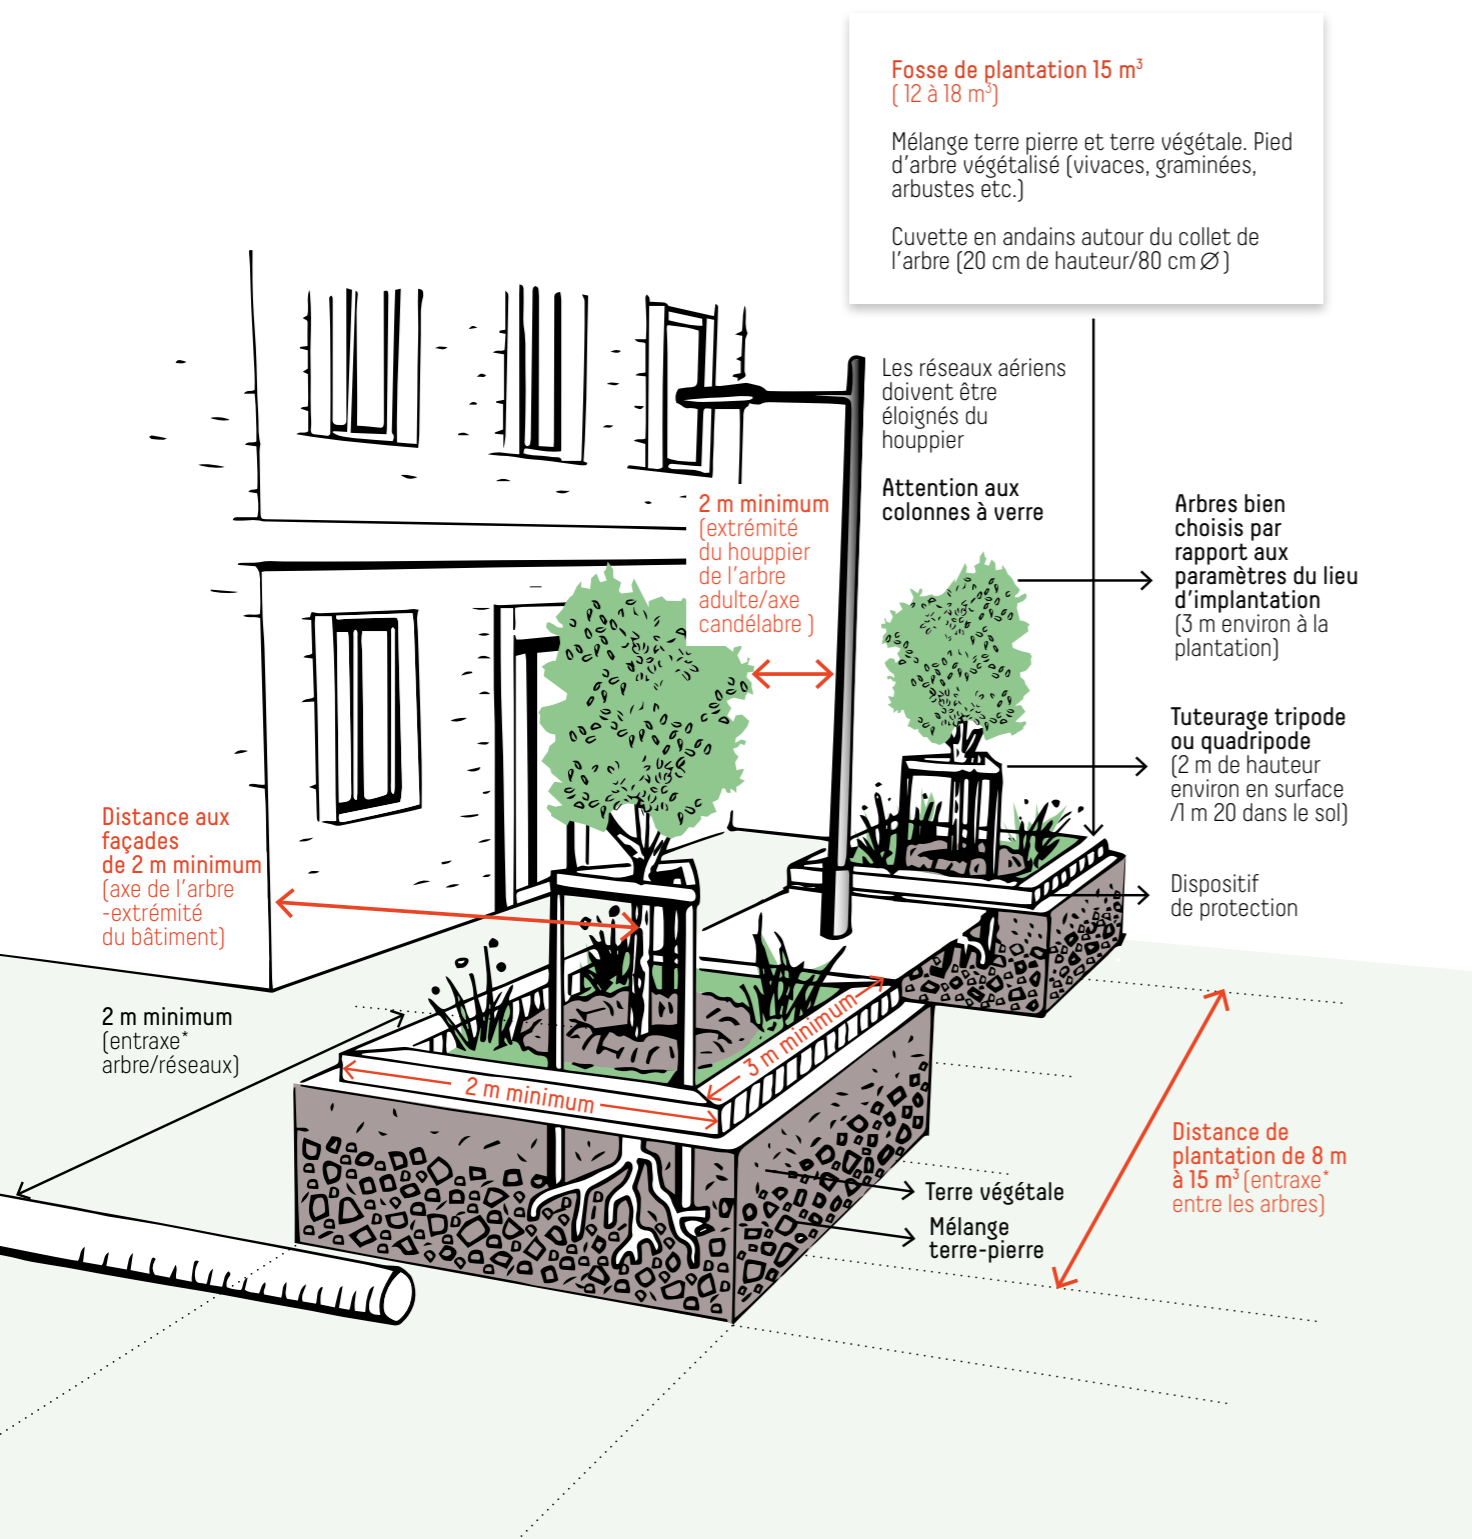 Fosse de plantation 15 m³
( 12 à 18 m³)
Mélange terre pierre et terre végétale. Pied
d'arbre végétalisé (vivaces, graminées,
arbustes etc.)
Cuvette en andains autour du collet de
l'arbre (20 cm de hauteur/80 cm Ø )
Les réseaux aériens
doivent être
éloignés du
houppier
Attention aux
colonnes à verre
2 m minimum
(extrémité
du houppier
de l'arbre
adulte/axe
candélabre )
Arbres bien
choisis par
rapport aux
paramètres du lieu
d'implantation
(3 m environ à la
plantation)
Tuteurage tripode
ou quadripode
(2 m de hauteur
environ en surface
/1 m 20 dans le sol)
Dispositif
de protection
Distance aux
façades
de 2 m minimum
(axe de l'arbre
-extrémité
du bâtiment)
2 m minimum
(entraxe*
arbre/réseaux)
3 m minimum
2 m minimum
Distance de
plantation de 8 m
à 15 m³ (entraxe*
entre les arbres)
Terre végétale
Mélange
terre-pierre